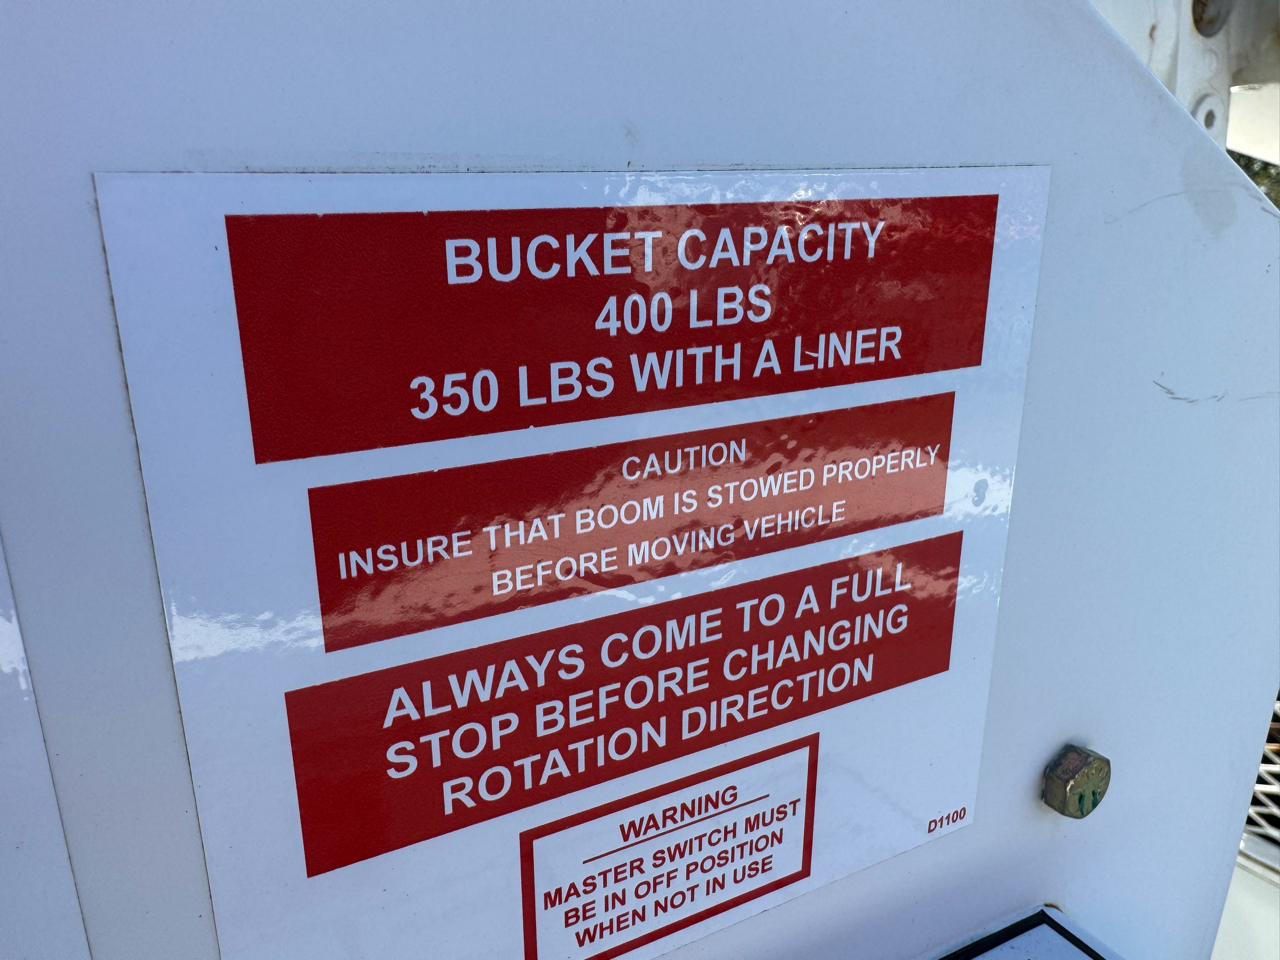 BUCKET CAPACITY
400 LBS
350 LBS WITH A LINER
CAUTION
INSURE THAT BOOM IS STOWED PROPERLY
BEFORE MOVING VEHICLE
ALWAYS COME TO A FULL
STOP BEFORE CHANGING
ROTATION DIRECTION
WARNING
MASTER SWITCH MUST
BE IN OFF POSITION
WHEN NOT IN USE
D1100